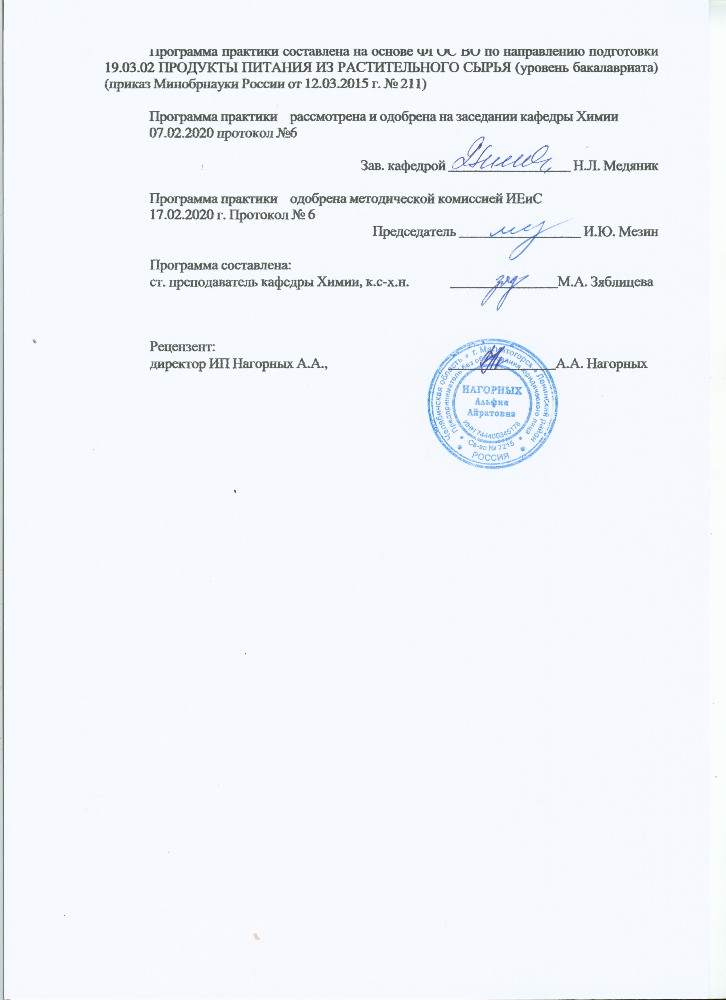 Программа практики составлена на основе ФГОС ВО по направлению подготовки
19.03.02 ПРОДУКТЫ ПИТАНИЯ ИЗ РАСТИТЕЛЬНОГО СЫРЬЯ (уровень бакалавриата)
(приказ Минобрнауки России от 12.03.2015 г. № 211)
Программа практики рассмотрена и одобрена на заседании кафедры Химии
07.02.2020 протокол №6
Зав. кафедрой ____________________ Н.Л. Медяник
Программа практики одобрена методической комиссией ИЕиС
17.02.2020 г. Протокол № 6
Председатель ____________________ И.Ю. Мезин
Программа составлена:
ст. преподаватель кафедры Химии, к.с-х.н. __________________М.А. Зяблицева
Рецензент:
директор ИП Нагорных А.А., __________________А.А. Нагорных
Челябинская область • г. Магнитогорск • Ленинский район
Предприниматель без образования юридического лица
НАГОРНЫХ
Альфия
Айратовна
ИНН 744400345178
Св-во № 7215
РОССИЯ